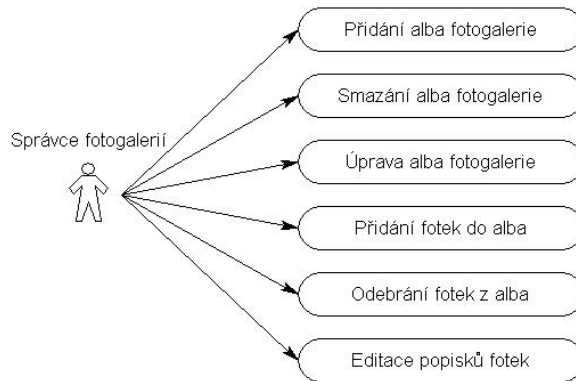 Přidání alba fotogalerie
Smazání alba fotogalerie
Správce fotogalerií
Úprava alba fotogalerie
Přidání fotek do alba
Odebrání fotek z alba
Editace popisků fotek